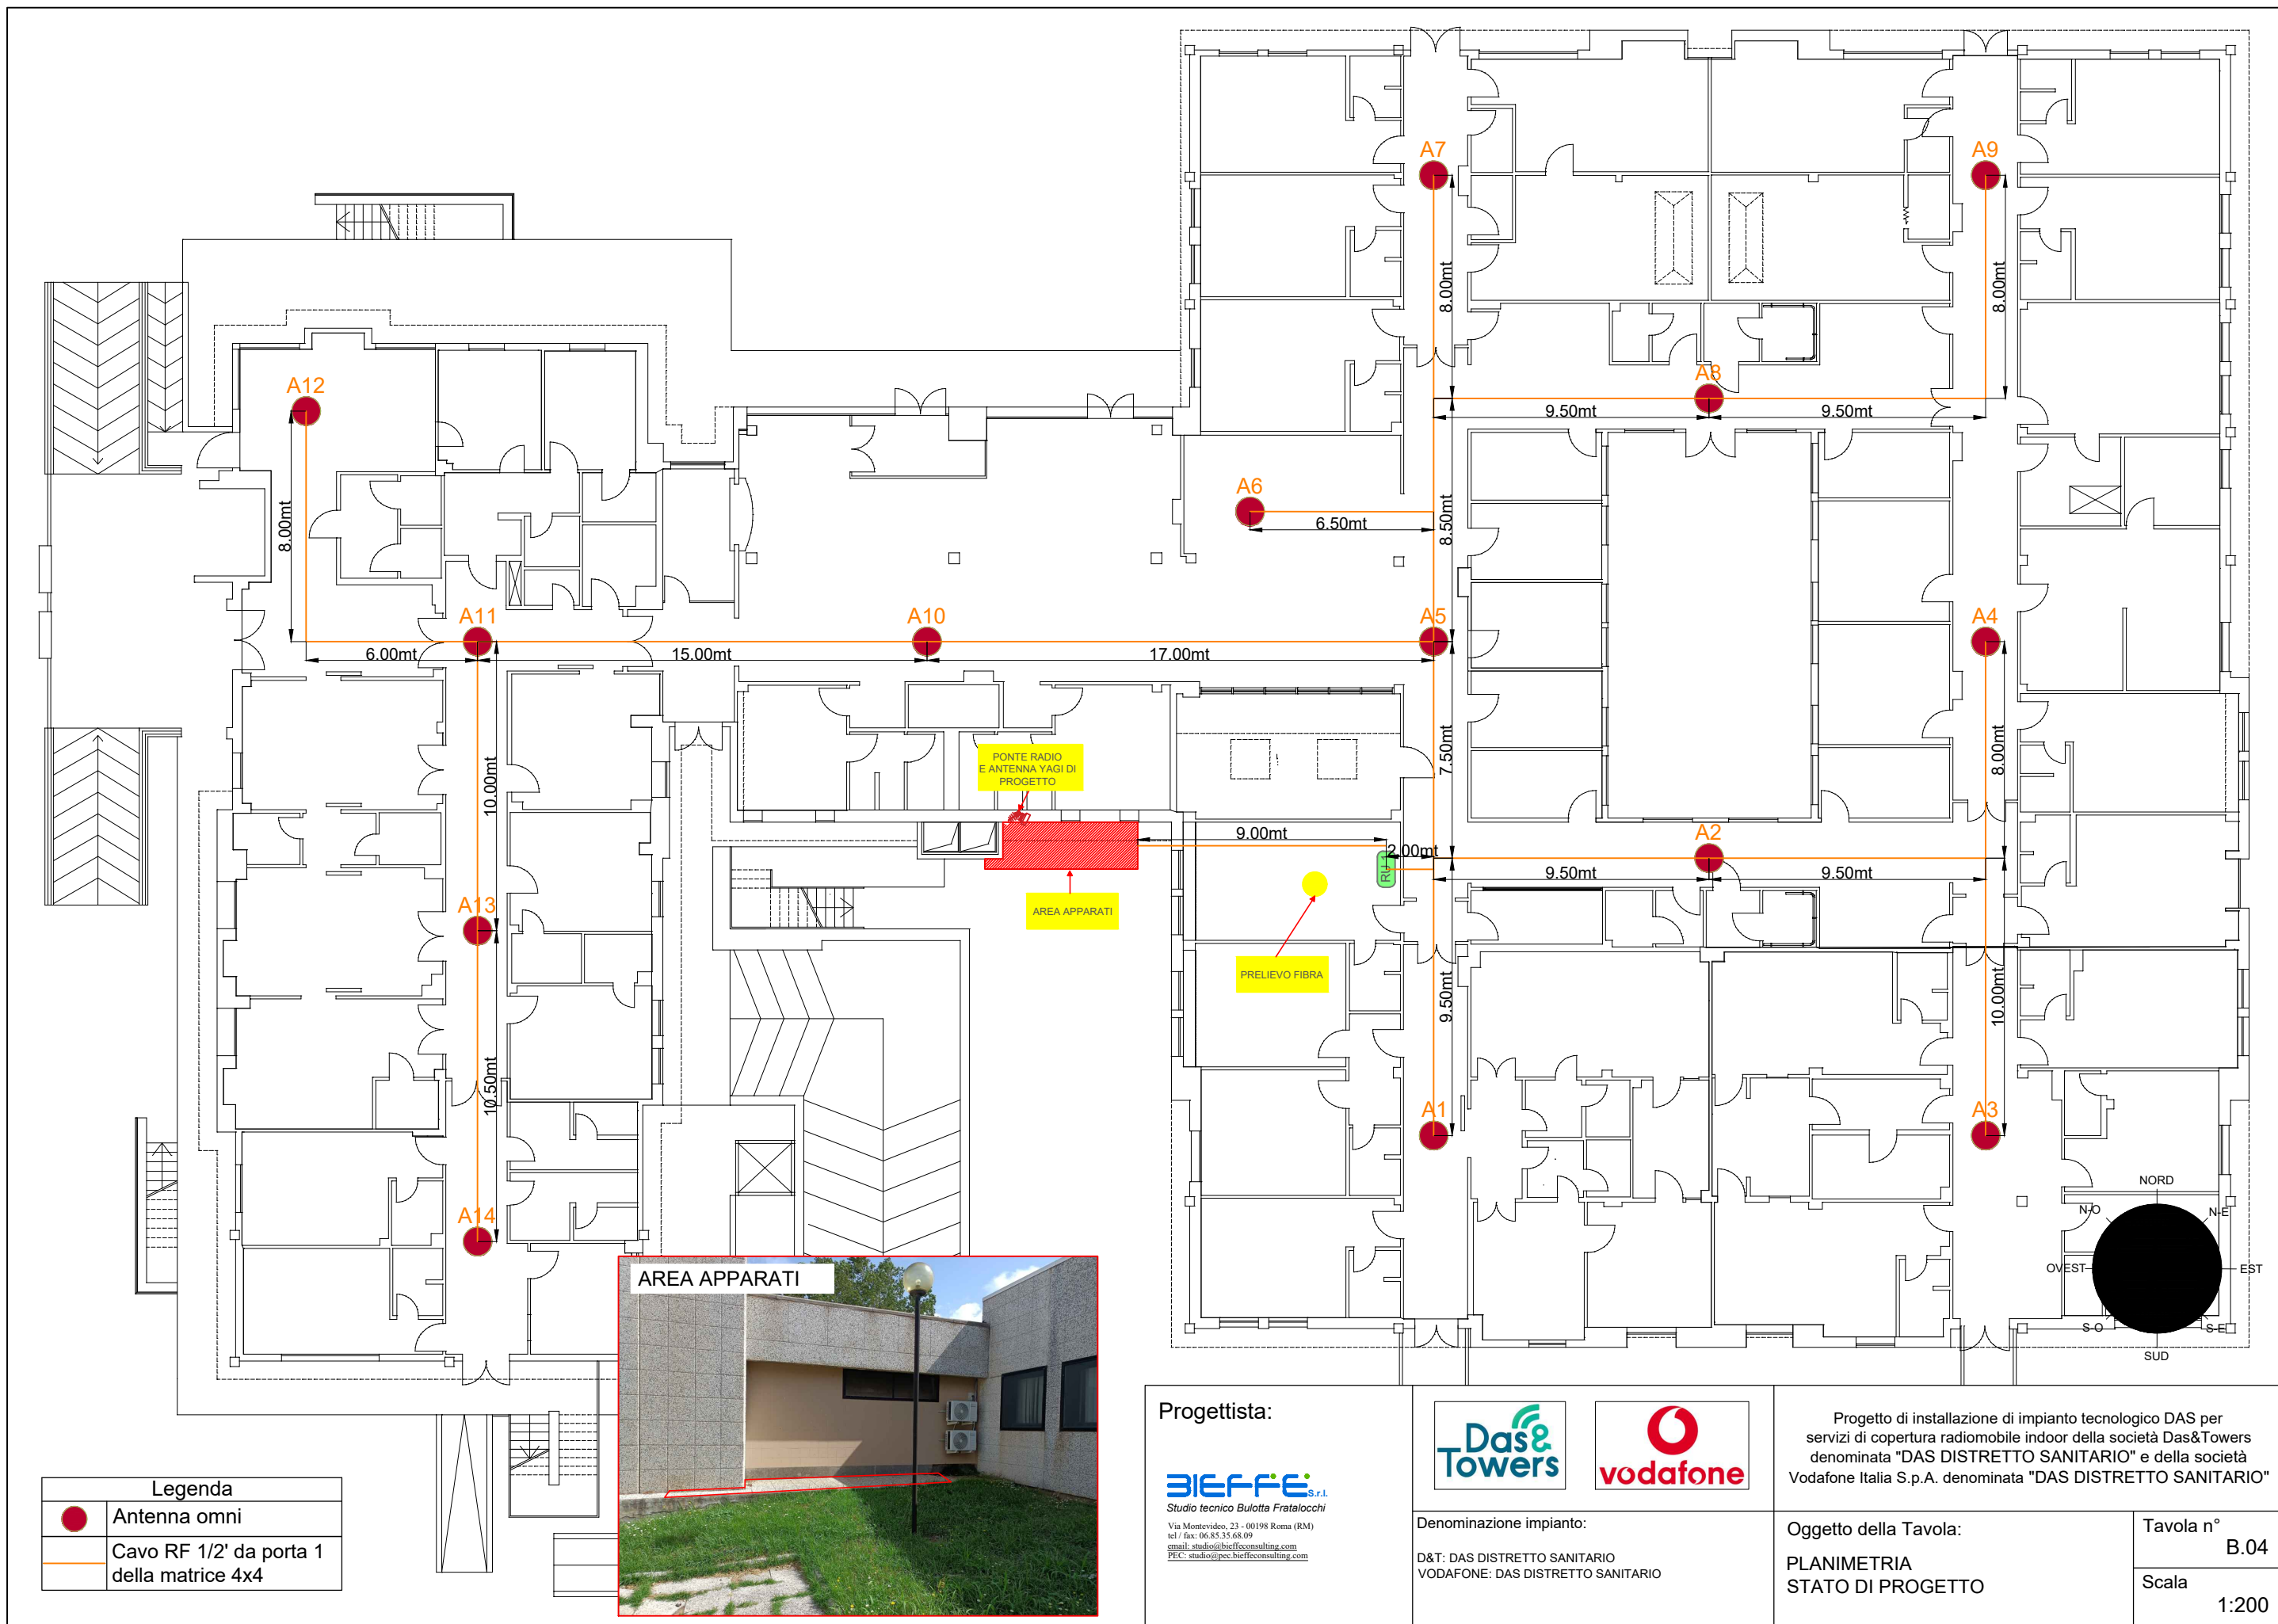 A7
A9
8.00mt
8.00mt
A12
A8
9.50mt
9.50mt
A6
6.50mt
8.50mt
8.00mt
A11
A10
A5
A4
6.00mt
15.00mt
17.00mt
10.00mt
7.50mt
8.00mt
PONTE RADIO
E ANTENNA YAGI DI
PROGETTO
9.00mt
2.00mt
A2
9.50mt
9.50mt
AREA APPARATI
A13
PRELIEVO FIBRA
9.50mt
10.00mt
10.50mt
A1
A3
A14
NORD
N-O
N-E
OVEST
EST
S-O
S-E
SUD
AREA APPARATI
Legenda
Antenna omni
Cavo RF 1/2' da porta 1
della matrice 4x4
Progettista:
BIEFFE S.r.l.
Studio tecnico Bulotta Fratalocchi
Via Montevideo, 23 - 00198 Roma (RM)
tel / fax: 06.85.35.68.09
email: studio@bieffeconsulting.com
PEC: studio@pec.bieffeconsulting.com
Das&
Towers
vodafone
Progetto di installazione di impianto tecnologico DAS per
servizi di copertura radiomobile indoor della società Das&Towers
denominata "DAS DISTRETTO SANITARIO" e della società
Vodafone Italia S.p.A. denominata "DAS DISTRETTO SANITARIO"
Denominazione impianto:
D&T: DAS DISTRETTO SANITARIO
VODAFONE: DAS DISTRETTO SANITARIO
Oggetto della Tavola:
PLANIMETRIA
STATO DI PROGETTO
Tavola n°
B.04
Scala
1:200